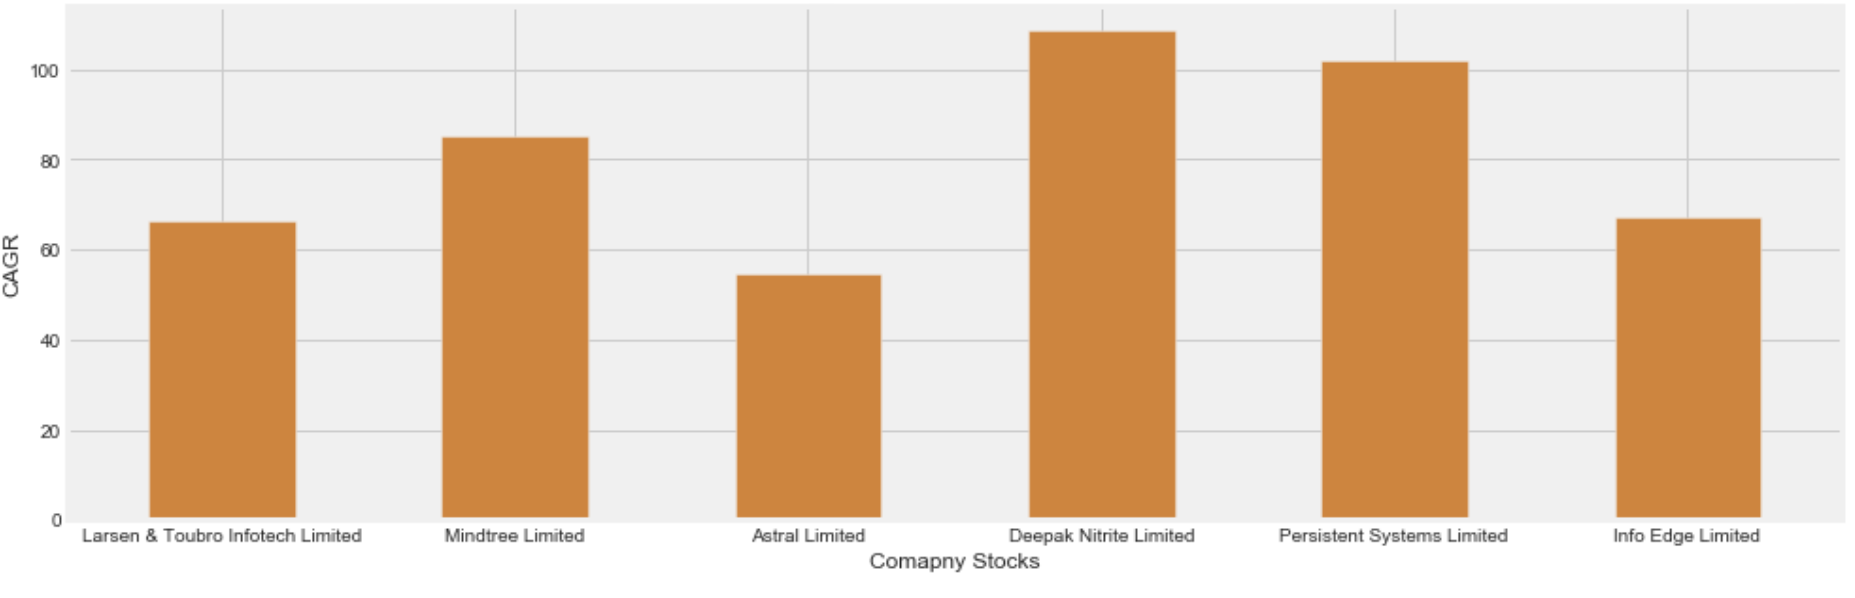 100
80
60
40
20
0
CAGR
Larsen & Toubro Infotech Limited
Mindtree Limited
Astral Limited
Deepak Nitrite Limited
Persistent Systems Limited
Info Edge Limited
Comapny Stocks